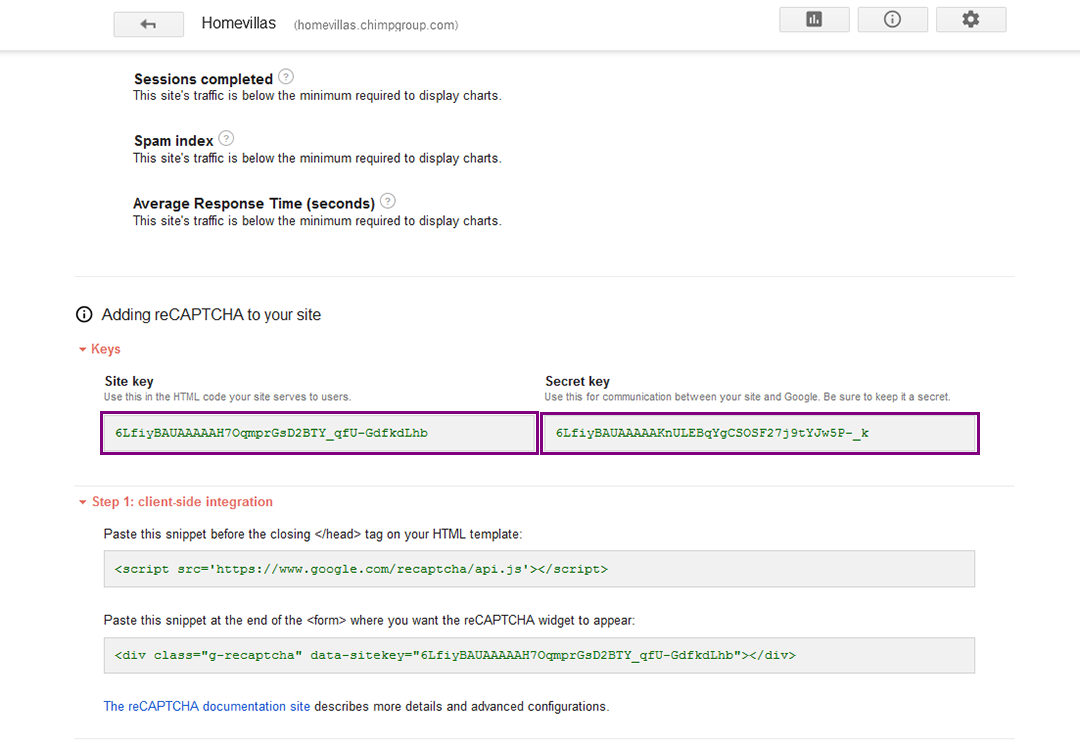 Homevillas (homevillas.chimpgroup.com)
Sessions completed ?
This site's traffic is below the minimum required to display charts.
Spam index ?
This site's traffic is below the minimum required to display charts.
Average Response Time (seconds) ?
This site's traffic is below the minimum required to display charts.
Adding reCAPTCHA to your site
Keys
Site key
Use this in the HTML code your site serves to users.
6LfiyBAUAAAAAH7OqmprGsD2BTY_qfU-GdfkdLhb
Secret key
Use this for communication between your site and Google. Be sure to keep it a secret.
6LfiyBAUAAAAAKnULEBqYgCSOSF27j9tYJw5P-_k
Step 1: client-side integration
Paste this snippet before the closing </head> tag on your HTML template:
<script src='https://www.google.com/recaptcha/api.js'></script>
Paste this snippet at the end of the <form> where you want the reCAPTCHA widget to appear:
<div class="g-recaptcha" data-sitekey="6LfiyBAUAAAAAH7OqmprGsD2BTY_qfU-GdfkdLhb"></div>
The reCAPTCHA documentation site describes more details and advanced configurations.